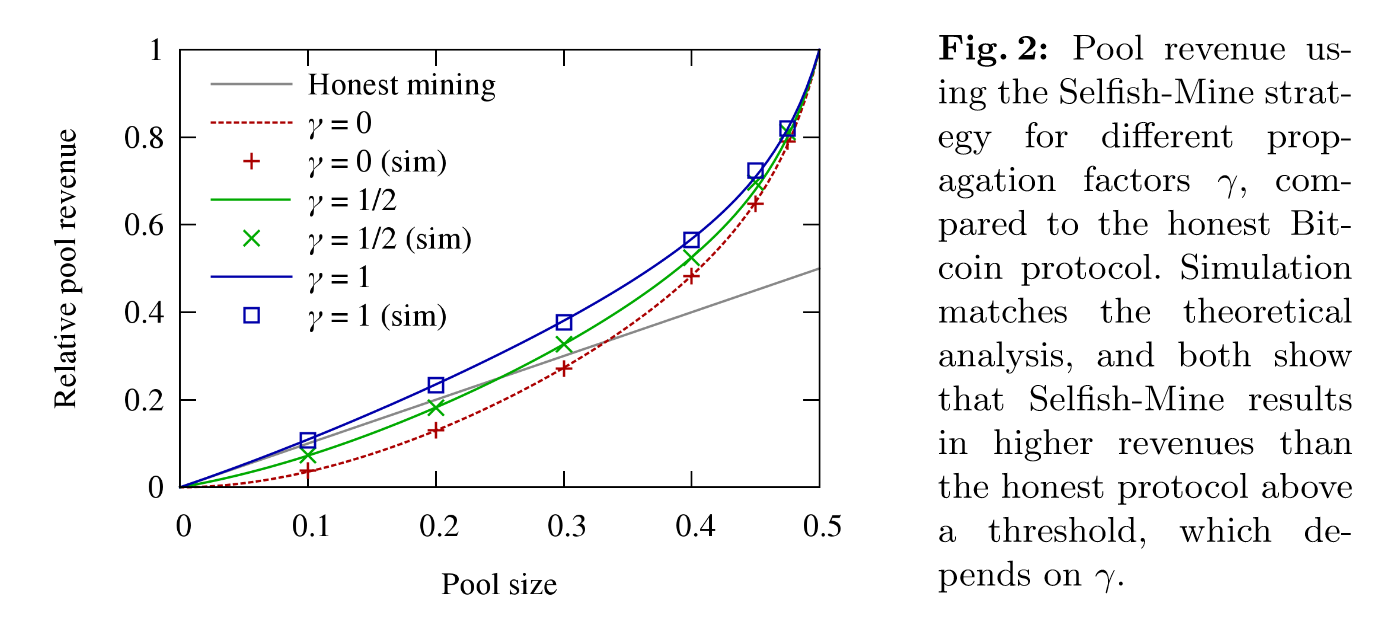 1
0.8
0.6
0.4
0.2
0
Relative pool revenue
Honest mining
γ = 0
γ = 0 (sim)
γ = 1/2
γ = 1/2 (sim)
γ = 1
γ = 1 (sim)
0 0.1 0.2 0.3 0.4 0.5
Pool size
Fig. 2: Pool revenue us-
ing the Selfish-Mine strat-
egy for different prop-
agation factors γ, com-
pared to the honest Bit-
coin protocol. Simulation
matches the theoretical
analysis, and both show
that Selfish-Mine results
in higher revenues than
the honest protocol above
a threshold, which de-
pends on γ.